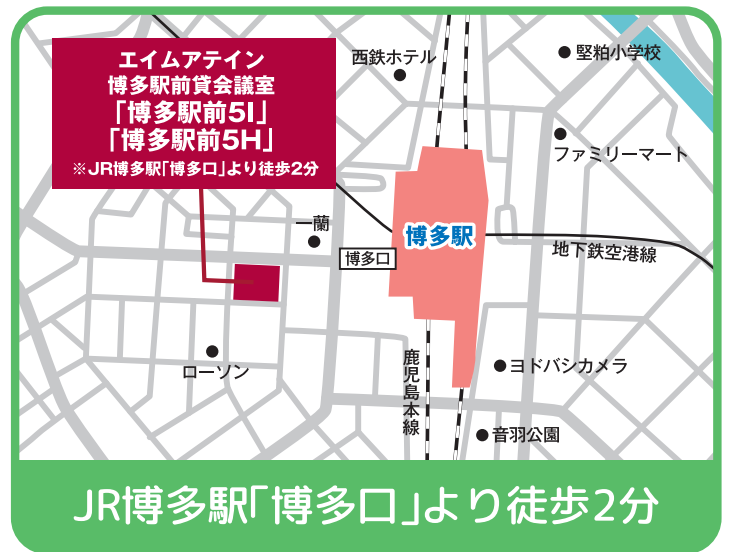 エイムアテイン
博多駅前貸会議室
「博多駅前5I」
「博多駅前5H」
※JR博多駅「博多口」より徒歩2分
西鉄ホテル
堅粕小学校
ファミリーマート
一蘭
博多駅
博多口
地下鉄空港線
ローソン
鹿児島本線
ヨドバシカメラ
音羽公園
JR博多駅「博多口」より徒歩2分